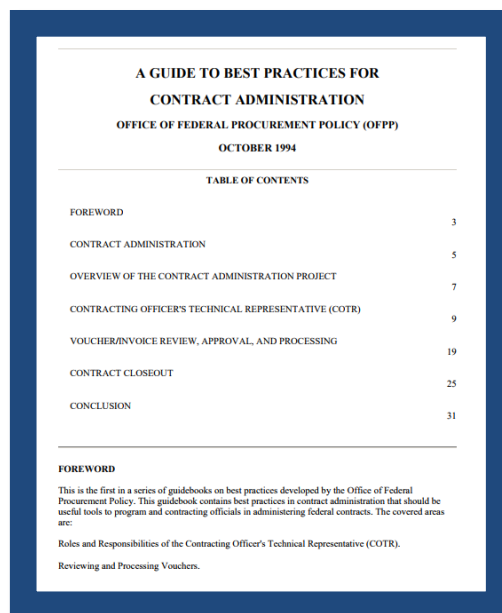 A GUIDE TO BEST PRACTICES FOR
CONTRACT ADMINISTRATION
OFFICE OF FEDERAL PROCUREMENT POLICY (OFPP)
OCTOBER 1994
TABLE OF CONTENTS
FOREWORD
3
CONTRACT ADMINISTRATION
5
OVERVIEW OF THE CONTRACT ADMINISTRATION PROJECT
7
CONTRACTING OFFICER'S TECHNICAL REPRESENTATIVE (COTR)
9
VOUCHER/INVOICE REVIEW, APPROVAL, AND PROCESSING
19
CONTRACT CLOSEOUT
25
CONCLUSION
31
FOREWORD
This is the first in a series of guidebooks on best practices developed by the Office of Federal
Procurement Policy. This guidebook contains best practices in contract administration that should be
useful tools to program and contracting officials in administering federal contracts. The covered areas
are:
Roles and Responsibilities of the Contracting Officer's Technical Representative (COTR).
Reviewing and Processing Vouchers.